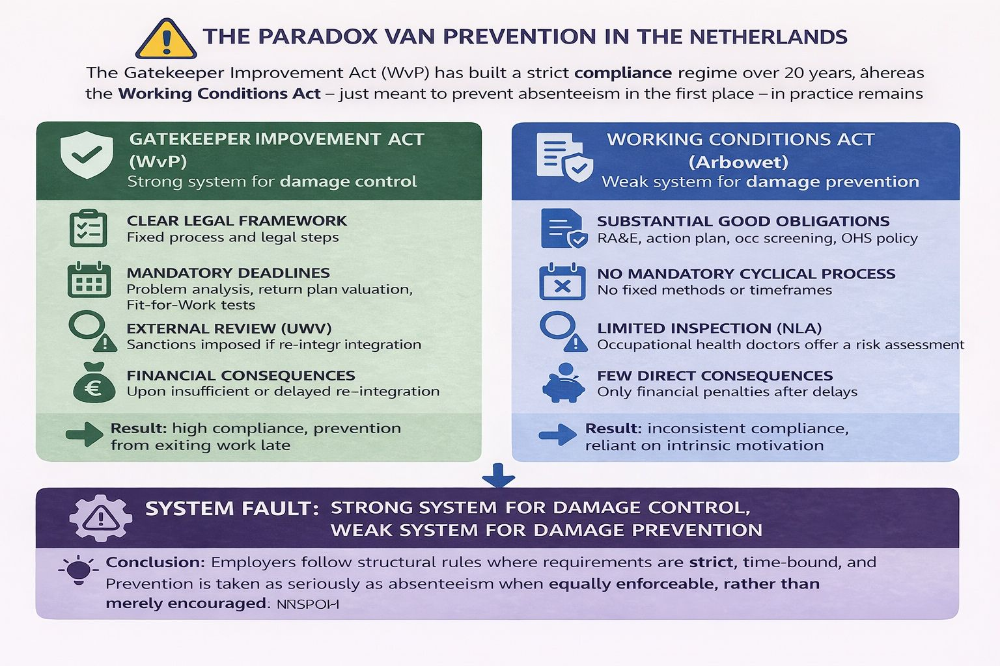 THE PARADOX VAN PREVENTION IN THE NETHERLANDS
The Gatekeeper Improvement Act (WvP) has built a strict compliance regime over 20 years, ahereas
the Working Conditions Act – just meant to prevent absenteeism in the first place – in practice remains
GATEKEEPER IMPOVEMENT ACT
(WvP)
Strong system for damage control
CLEAR LEGAL FRAMEWORK
Fixed process and legal steps
MANDATORY DEADLINES
Problem analysis, return plan valuation,
Fit-for-Work tests
EXTERNAL REVIEW (UWV)
Sanctions imposed if re-integr integration
FINANCIAL CONSEQUENCES
Upon insufficient or delayed re-integration
Result: high compliance, prevention
from exiting work late
WORKING CONDITIONS ACT
(Arbowet)
Weak system for damage prevention
SUBSTANTIAL GOOD OBLIGATIONS
RA&E, action plan, occ screening, OHS policy
NO MANDATORY CYCLICAL PROCESS
No fixed methods or timeframes
LIMITED INSPECTION (NLA)
Occupational health doctors offer a risk assessment
FEW DIRECT CONSEQUENCES
Only financial penalties after delays
Result: inconsistent compliance,
reliant on intrinsic motivation
SYSTEM FAULT: STRONG SYSTEM FOR DAMAGE CONTROL,
WEAK SYSTEM FOR DAMAGE PREVENTION
Conclusion: Employers follow structural rules where requirements are strict, time-bound, and
Prevention is taken as seriously as absenteeism when equally enforceable, rather than
merely encouraged.